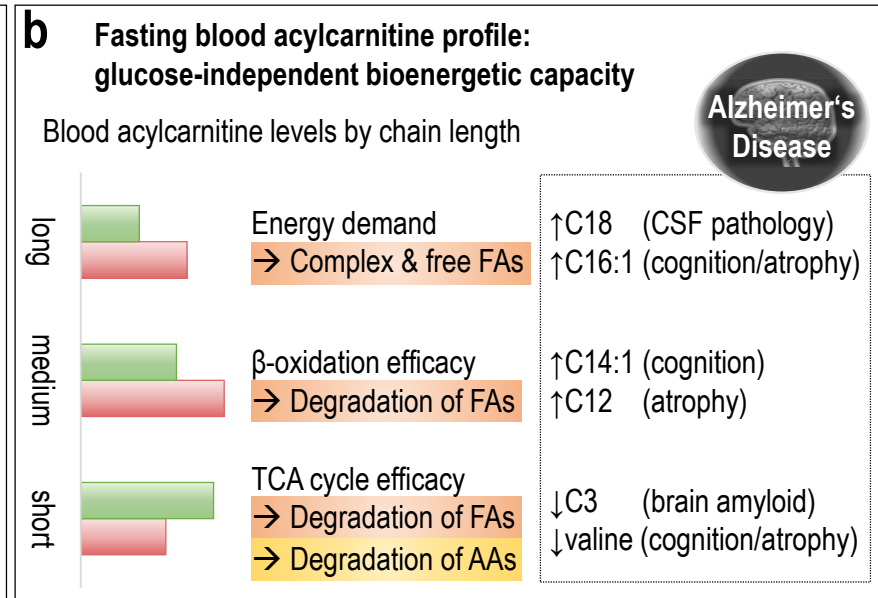 b
Fasting blood acylcarnitine profile:
glucose-independent bioenergetic capacity
Alzheimer‘s
Disease
Blood acylcarnitine levels by chain length
long
Energy demand
→ Complex & free FAs
↑C18 (CSF pathology)
↑C16:1 (cognition/atrophy)
medium
β-oxidation efficacy
→ Degradation of FAs
↑C14:1 (cognition)
↑C12 (atrophy)
short
TCA cycle efficacy
→ Degradation of FAs
→ Degradation of AAs
↓C3 (brain amyloid)
↓valine (cognition/atrophy)